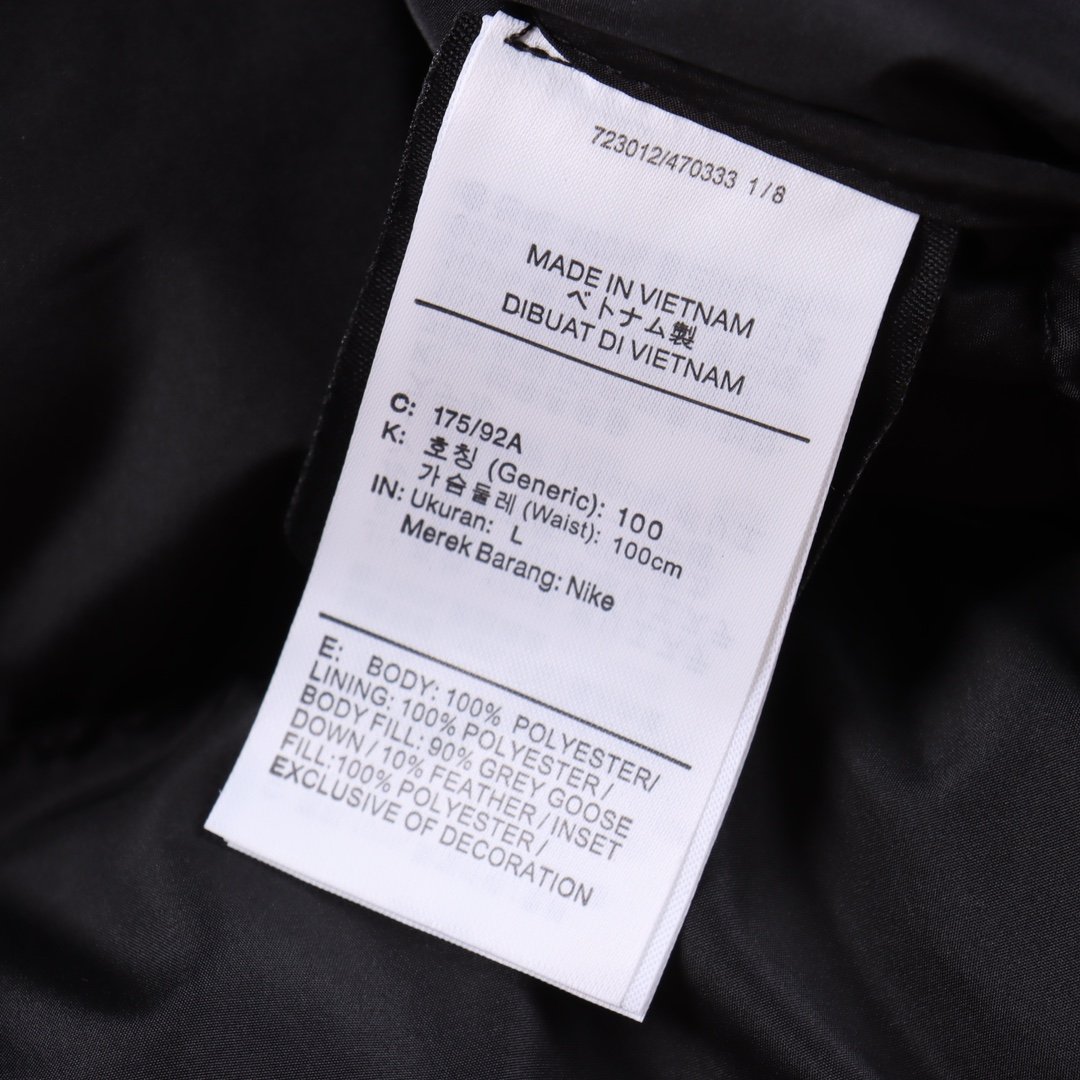 723012/470333 1/8
MADE IN VIETNAM
ベトナム製
DIBUAT DI VIETNAM
C: 175/92A
K: 호칭 (Generic): 100
가슴둘레 (Waist): 100cm
IN: Ukuran: L
Merek Barang: Nike
E: BODY: 100% POLYESTER/
LINING: 100% POLYESTER/
BODY FILL: 90% GREY GOOSE
DOWN/10% FEATHER/INSET
FILL:100% POLYESTER/
EXCLUSIVE OF DECORATION